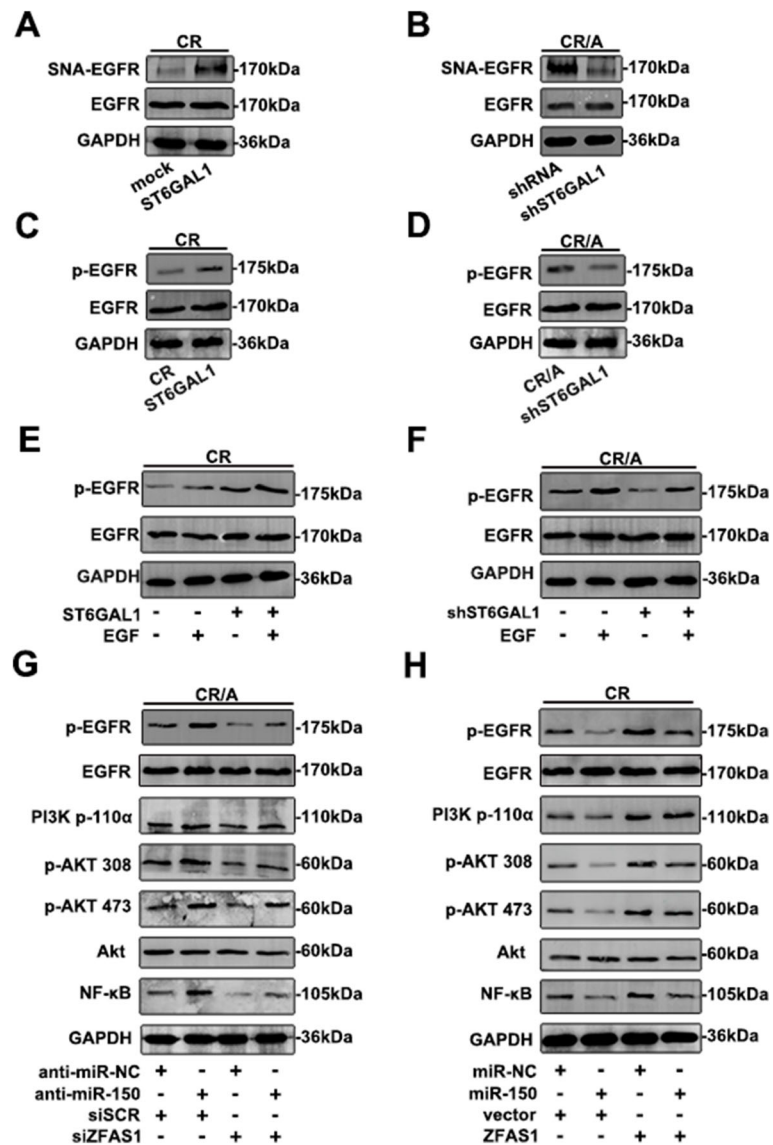 A
CR
SNA-EGFR -170kDa
EGFR -170kDa
GAPDH -36kDa
mock
ST6GAL1
B
CR/A
SNA-EGFR -170kDa
EGFR -170kDa
GAPDH -36kDa
shRNA
shST6GAL1
C
CR
p-EGFR -175kDa
EGFR -170kDa
GAPDH -36kDa
CR
ST6GAL1
D
CR/A
p-EGFR -175kDa
EGFR -170kDa
GAPDH -36kDa
CR/A
shST6GAL1
E
CR
p-EGFR -175kDa
EGFR -170kDa
GAPDH -36kDa
ST6GAL1 - - + +
EGF - + - +
F
CR/A
p-EGFR -175kDa
EGFR -170kDa
GAPDH -36kDa
shST6GAL1 - - + +
EGF - + - +
G
CR/A
p-EGFR -175kDa
EGFR -170kDa
PI3K p-110α -110kDa
p-AKT 308 -60kDa
p-AKT 473 -60kDa
Akt -60kDa
NF-κB -105kDa
GAPDH -36kDa
anti-miR-NC + - + -
anti-miR-150 - + - +
siSCR + + - -
siZFAS1 - - + +
H
CR
p-EGFR -175kDa
EGFR -170kDa
PI3K p-110α -110kDa
p-AKT 308 -60kDa
p-AKT 473 -60kDa
Akt -60kDa
NF-κB -105kDa
GAPDH -36kDa
miR-NC + - + -
miR-150 - + - +
vector + + - -
ZFAS1 - - + +